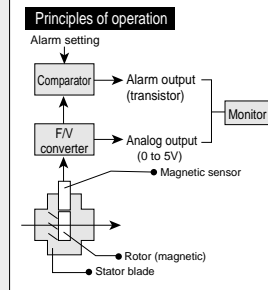 Principles of operation
Alarm setting
Comparator
Alarm output
(transistor)
Monitor
F/V
converter
Analog output
(0 to 5V)
Magnetic sensor
Rotor (magnetic)
Stator blade